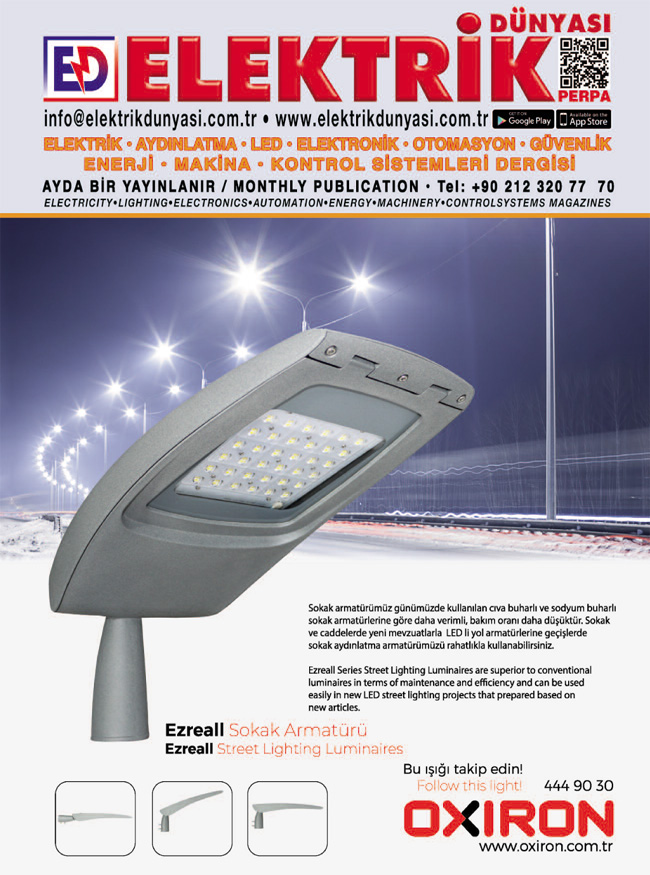 DÜNYASI
ED ELEKTRİK
PERPA
info@elektrikdunyasi.com.tr • www.elektrikdunyasi.com.tr
GET IT ON
Google Play
Available on the
App Store
ELEKTRİK • AYDINLATMA • LED • ELEKTRONİK • OTOMASYON • GÜVENLİK
ENERJİ • MAKİNA • KONTROL SİSTEMLERİ DERGİSİ
AYDA BİR YAYINLANIR / MONTHLY PUBLICATION • Tel: +90 212 320 77 70
ELECTRICITY•LIGHTING•ELECTRONICS•AUTOMATION•ENERGY•MACHINERY•CONTROLSYSTEMS MAGAZINES
Sokak armatürümüz günümüzde kullanılan cıva buharlı ve sodyum buharlı
sokak armatürlerine göre daha verimli, bakım oranı daha düşüktür. Sokak
ve caddelerde yeni mevzuatlarla LED li yol armatürlerine geçişlerde
sokak aydınlatma armatürümüzü rahatlıkla kullanabilirsiniz.
Ezreall Series Street Lighting Luminaires are superior to conventional
luminaires in terms of maintenance and efficiency and can be used
easily in new LED street lighting projects that prepared based on
new articles.
Ezreall Sokak Armatürü
Ezreall Street Lighting Luminaires
Bu ışığı takip edin!
Follow this light! 444 90 30
OXIRON
www.oxiron.com.tr